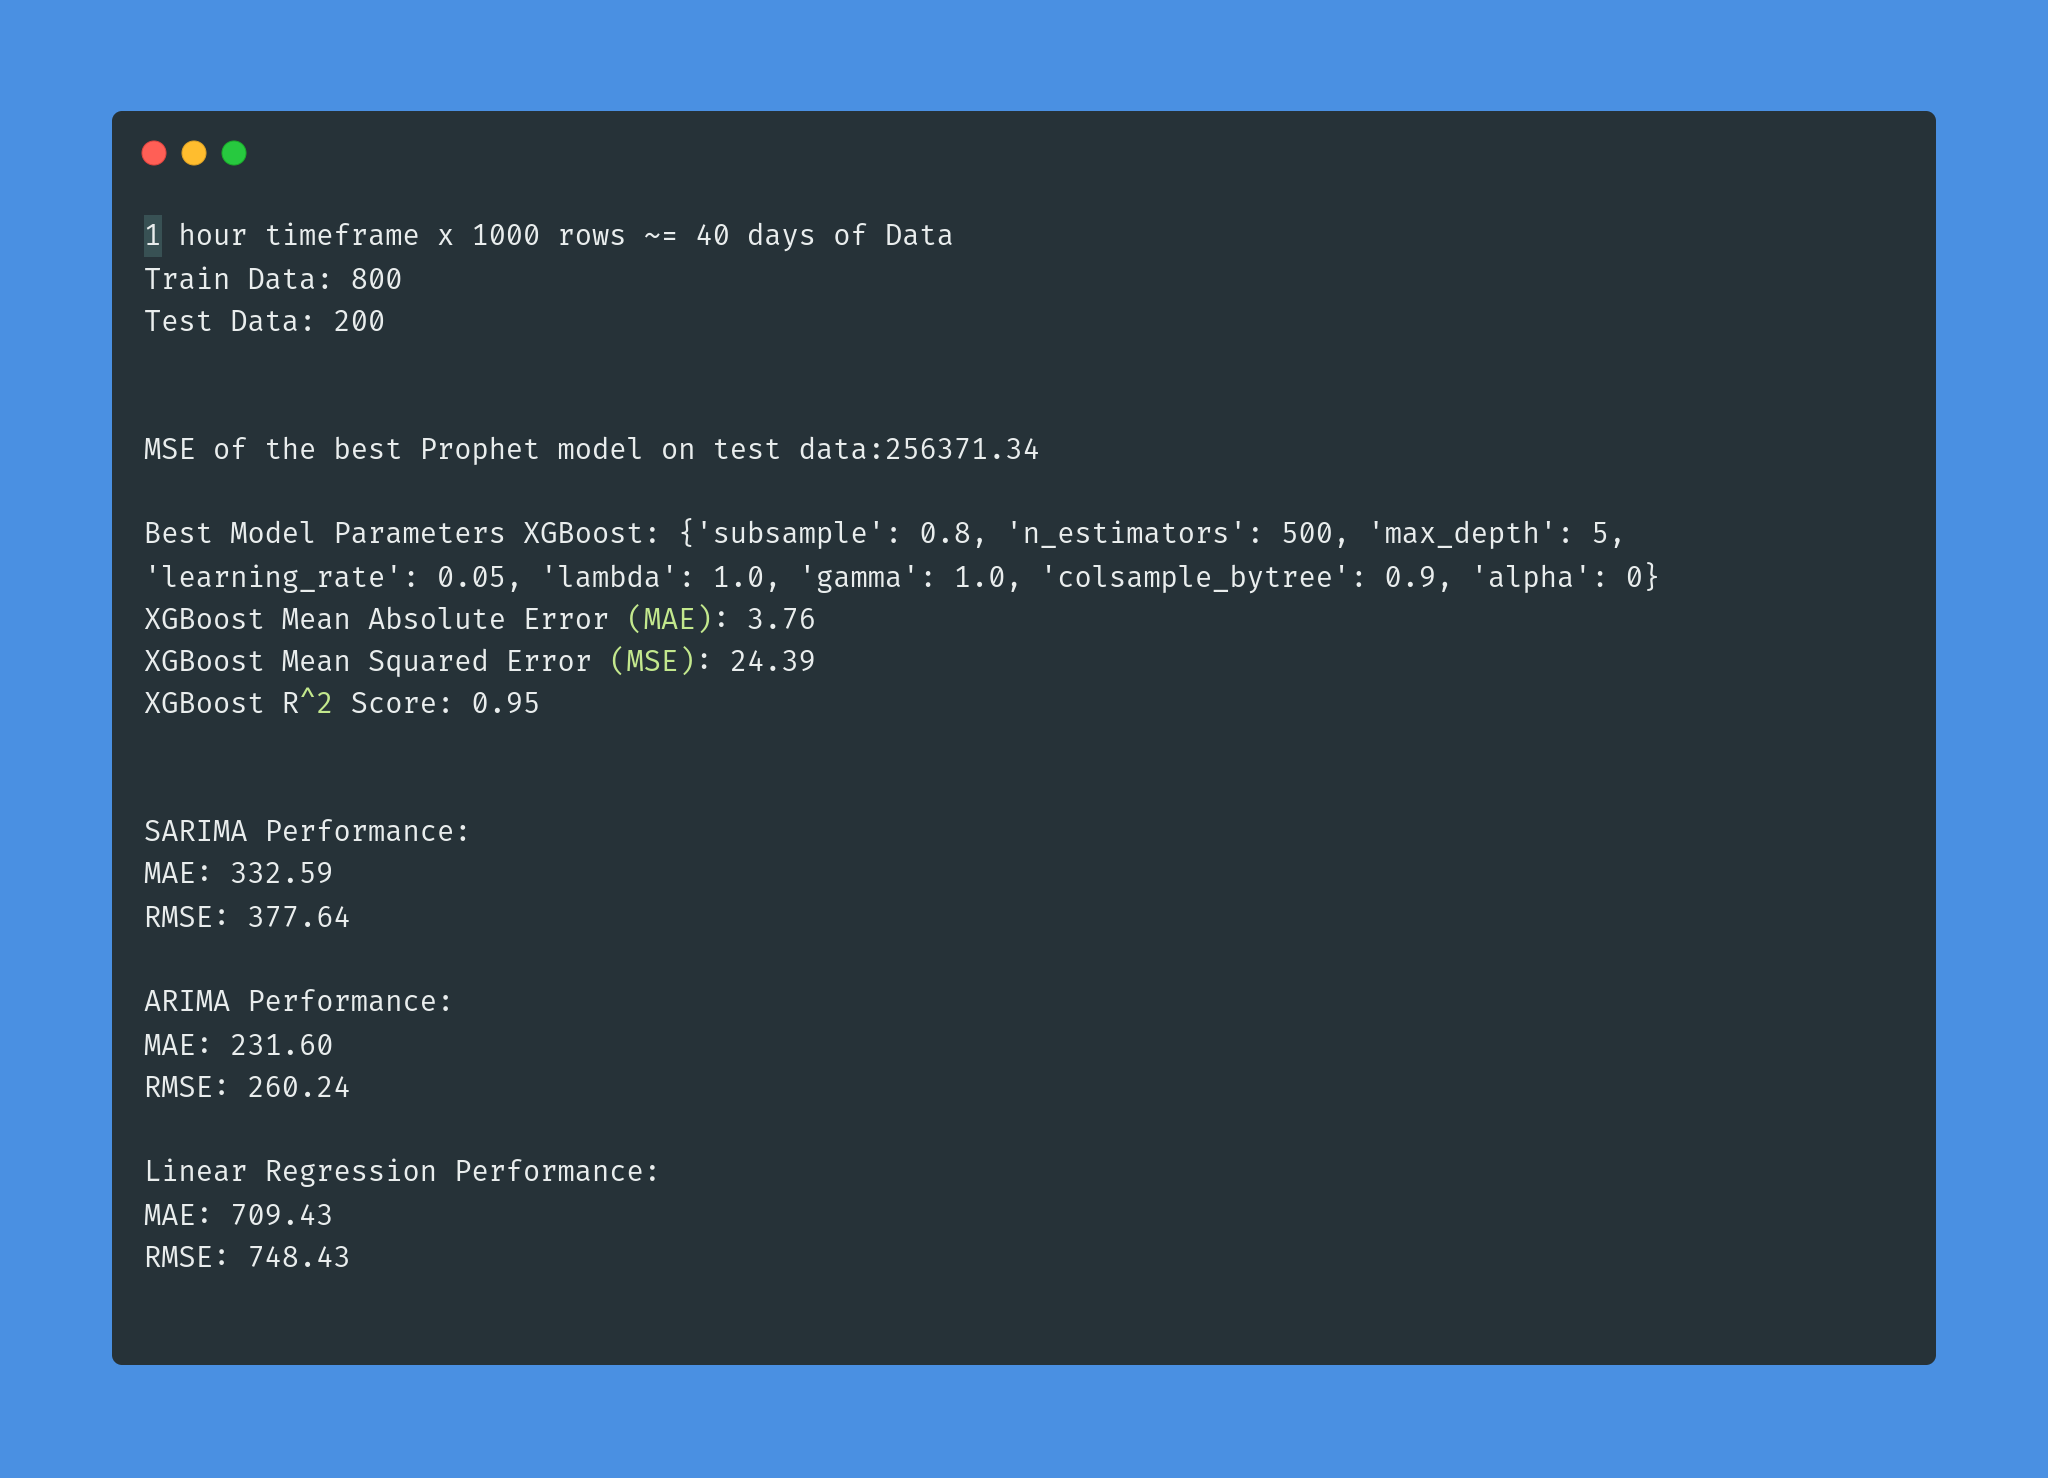 1 hour timeframe x 1000 rows ~= 40 days of Data
Train Data: 800
Test Data: 200
MSE of the best Prophet model on test data:256371.34
Best Model Parameters XGBoost: {'subsample': 0.8, 'n_estimators': 500, 'max_depth': 5,
'learning_rate': 0.05, 'lambda': 1.0, 'gamma': 1.0, 'colsample_bytree': 0.9, 'alpha': 0}
XGBoost Mean Absolute Error (MAE): 3.76
XGBoost Mean Squared Error (MSE): 24.39
XGBoost R^2 Score: 0.95
SARIMA Performance:
MAE: 332.59
RMSE: 377.64
ARIMA Performance:
MAE: 231.60
RMSE: 260.24
Linear Regression Performance:
MAE: 709.43
RMSE: 748.43